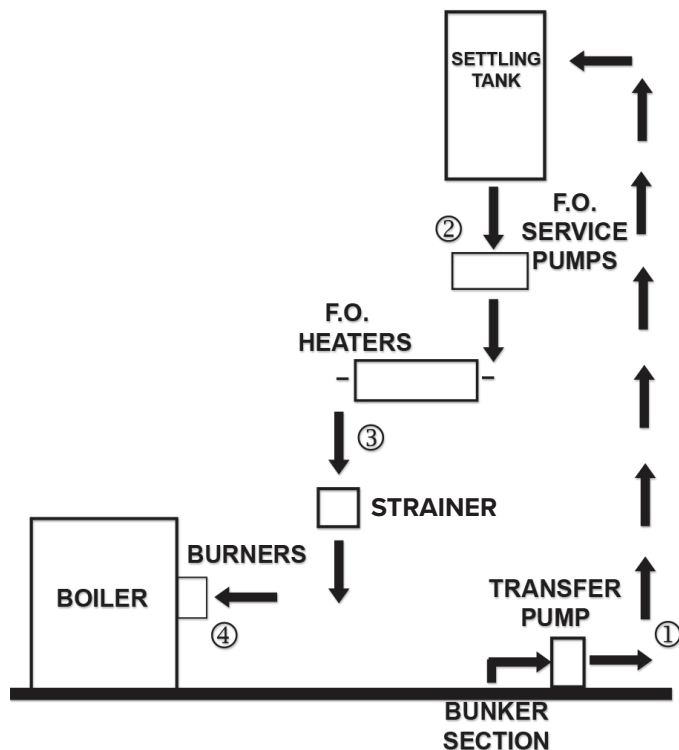 SETTLING
TANK
F.O.
SERVICE
PUMPS
②
F.O.
HEATERS
③
STRAINER
BURNERS
BOILER
④
TRANSFER
PUMP
①
BUNKER
SECTION